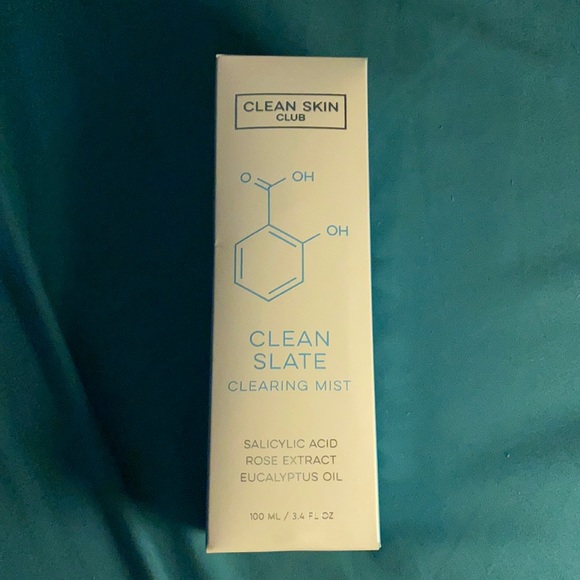 CLEAN SKIN
CLUB
O OH
OH
CLEAN
SLATE
CLEARING MIST
SALICYLIC ACID
ROSE EXTRACT
EUCALYPTUS OIL
100 ML / 3.4 FL OZ